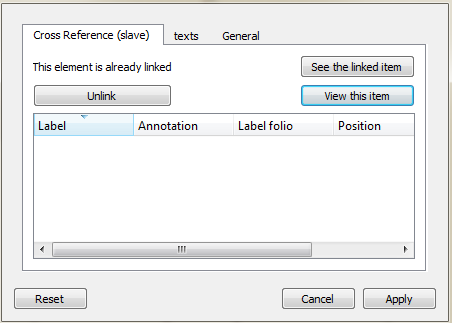 Cross Reference (slave) texts General
This element is already linked See the linked item
Unlink View this item
Label Annotation Label folio Position
Reset Cancel Apply